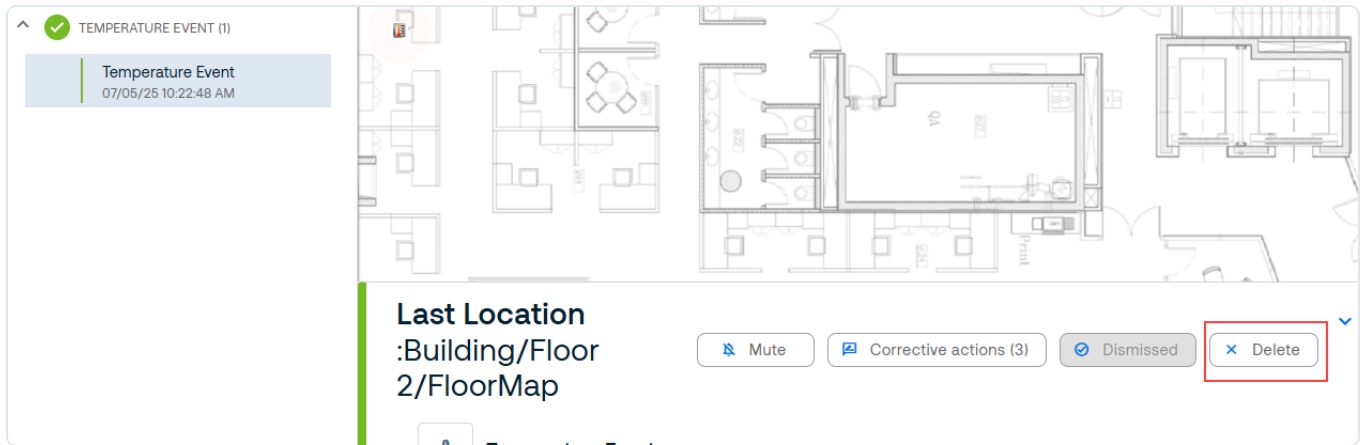 TEMPERATURE EVENT (1)
Temperature Event
07/05/25 10:22:48 AM
QA
Print
Last Location
:Building/Floor
2/FloorMap
Mute
Corrective actions (3)
Dismissed
Delete